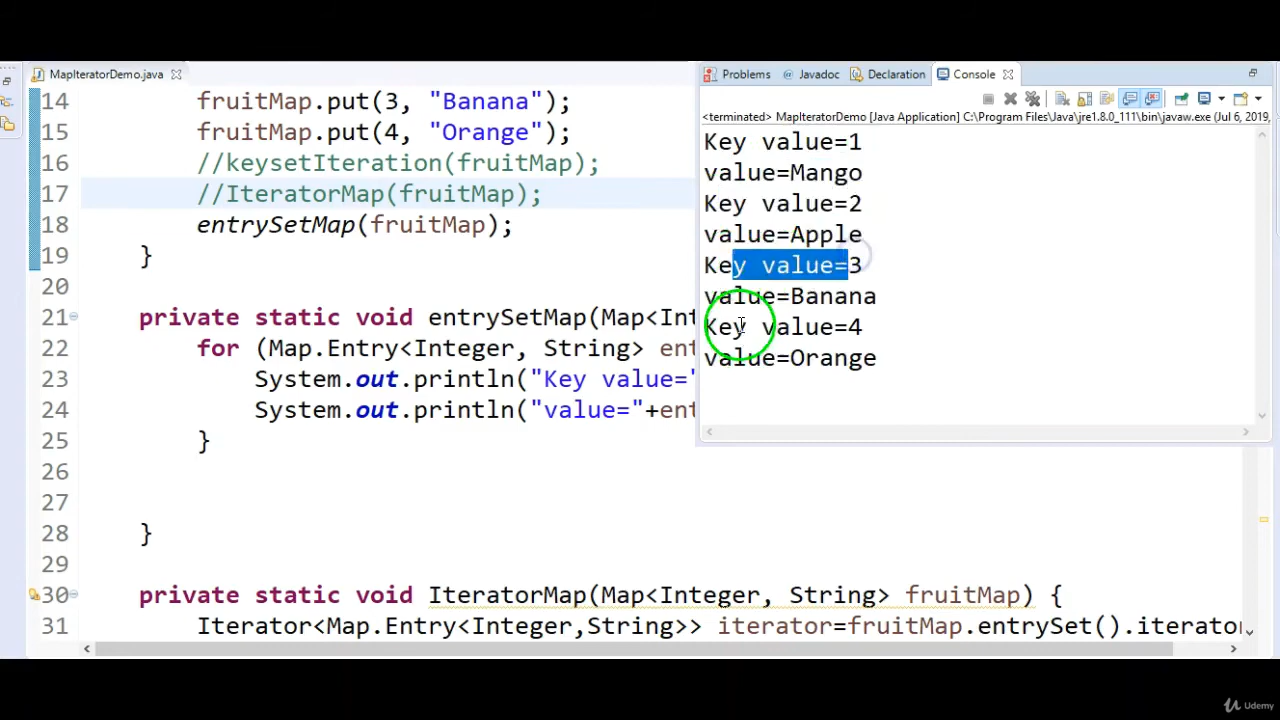 MapIteratorDemo.java
14 fruitMap.put(3, "Banana");
15 fruitMap.put(4, "Orange");
16 //keysetIteration(fruitMap);
17 //IteratorMap(fruitMap);
18 entrySetMap(fruitMap);
19 }
20
21 private static void entrySetMap(Map<Int
22 for (Map.Entry<Integer, String> ent
23 System.out.println("Key value="
24 System.out.println("value="+ent
25 }
26
27
28 }
29
30 private static void IteratorMap(Map<Integer, String> fruitMap) {
31 Iterator<Map.Entry<Integer,String>> iterator=fruitMap.entrySet().iterator
Problems @ Javadoc Declaration Console
<terminated> MapIteratorDemo [Java Application] C:\Program Files\Java\jre1.8.0_111\bin\javaw.exe (Jul 6, 2019,
Key value=1
value=Mango
Key value=2
value=Apple
Key value=3
value=Banana
Key value=4
value=Orange
Udemy